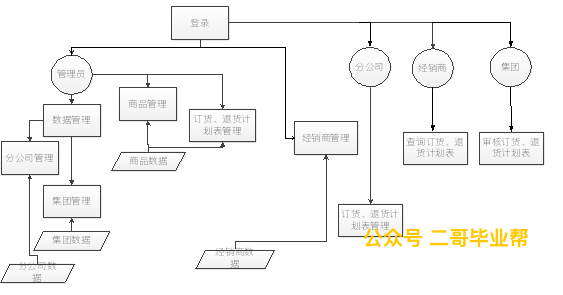 登录
管理员
分公司
经销商
集团
商品管理
数据管理
订货、退货计
划表管理
经销商管理
查询订货、退
货计划表
审核订货、退
货计划表
分公司管理
商品数据
集团管理
订货、退货计
划表管理
集团数据
公众号 二哥毕业帮
经销商数
据
分公司数
据